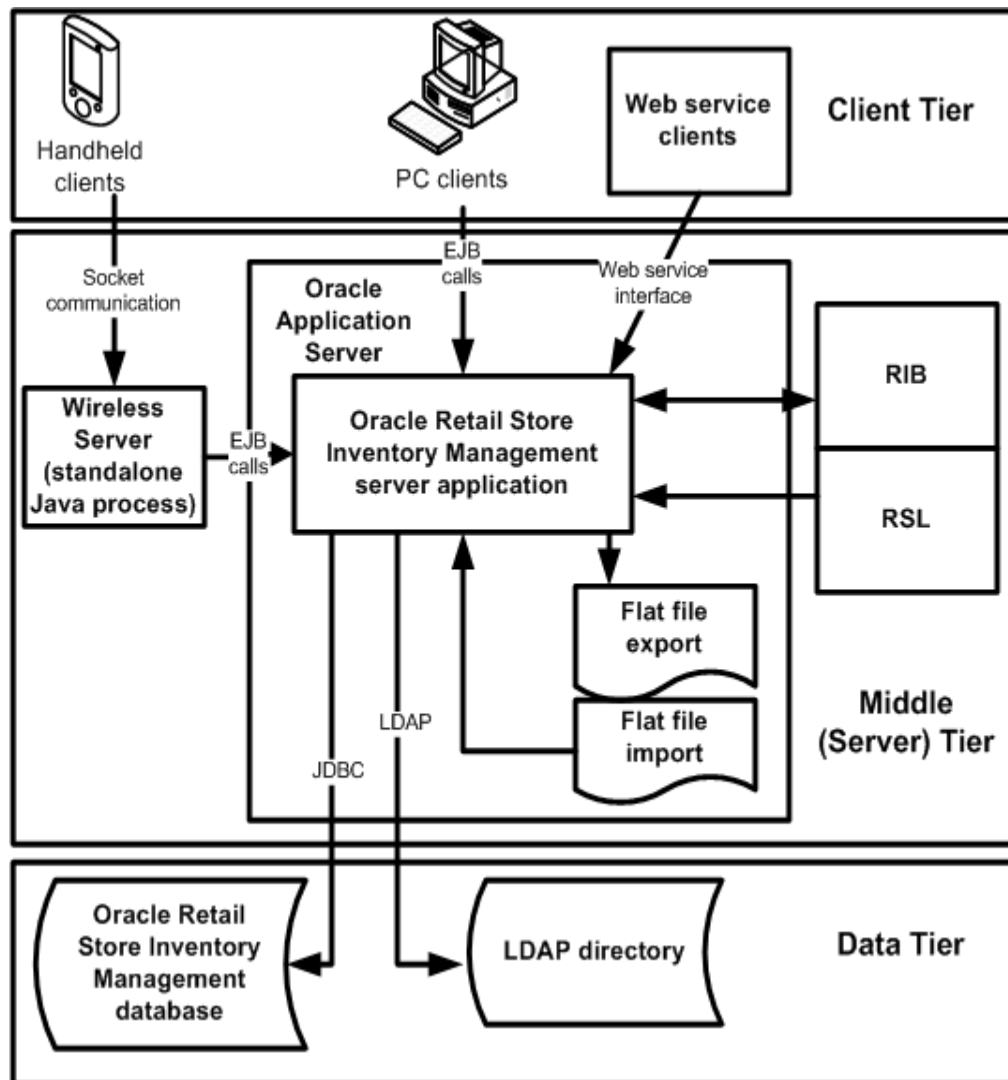 Handheld
clients
PC clients
Web service
clients
Client Tier
Socket
communication
EJB
calls
Web service
interface
Oracle
Application
Server
Wireless
Server
(standalone
Java process)
EJB
calls
Oracle Retail Store
Inventory Management
server application
RIB
RSL
Flat file
export
Flat file
import
LDAP
JDBC
Middle
(Server) Tier
Oracle Retail
Store Inventory
Management
database
LDAP directory
Data Tier